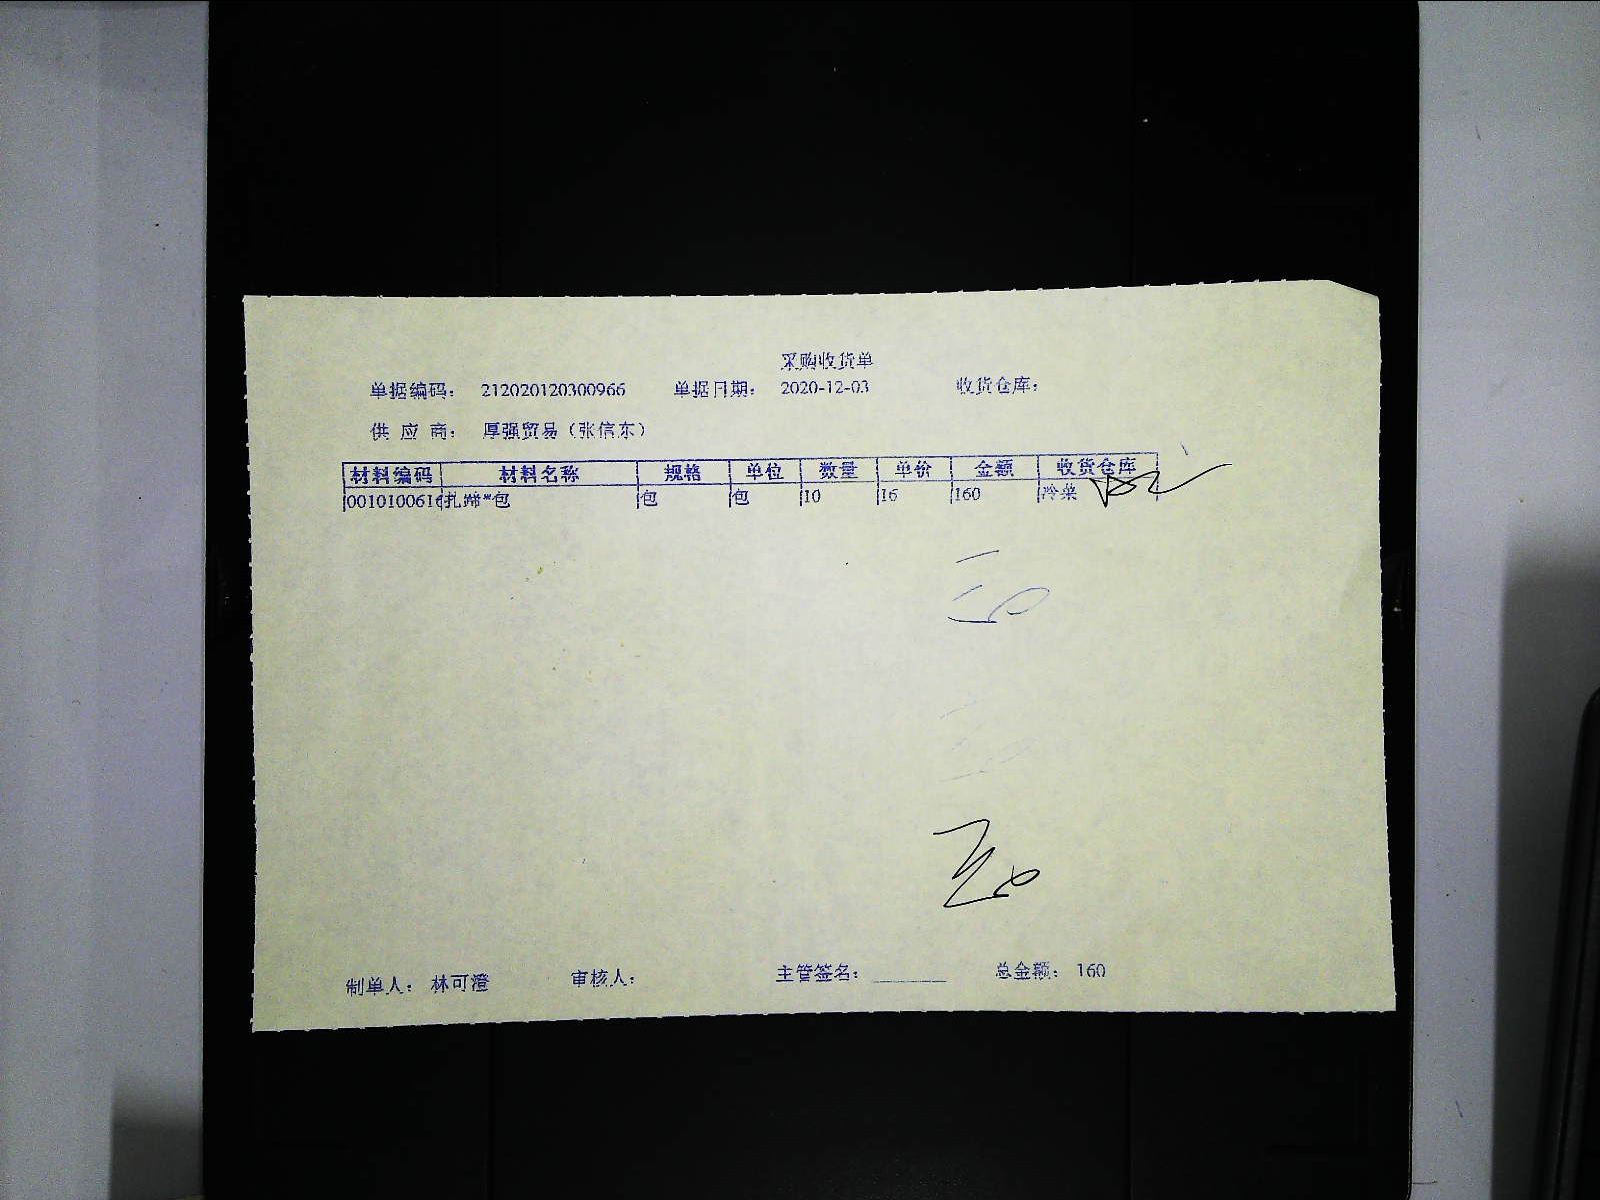 采购收货单
单据编码： 212020120300966 单据日期： 2020-12-03 收货仓库：
供 应 商： 厚强贸易（张信东）
材料编码 材料名称 规格 单位 数量 单价 金额 收货仓库
0010100616 扎蹄*包 包 包 10 16 160 冷菜
制单人： 林可澄 审核人： 主管签名： 总金额： 160